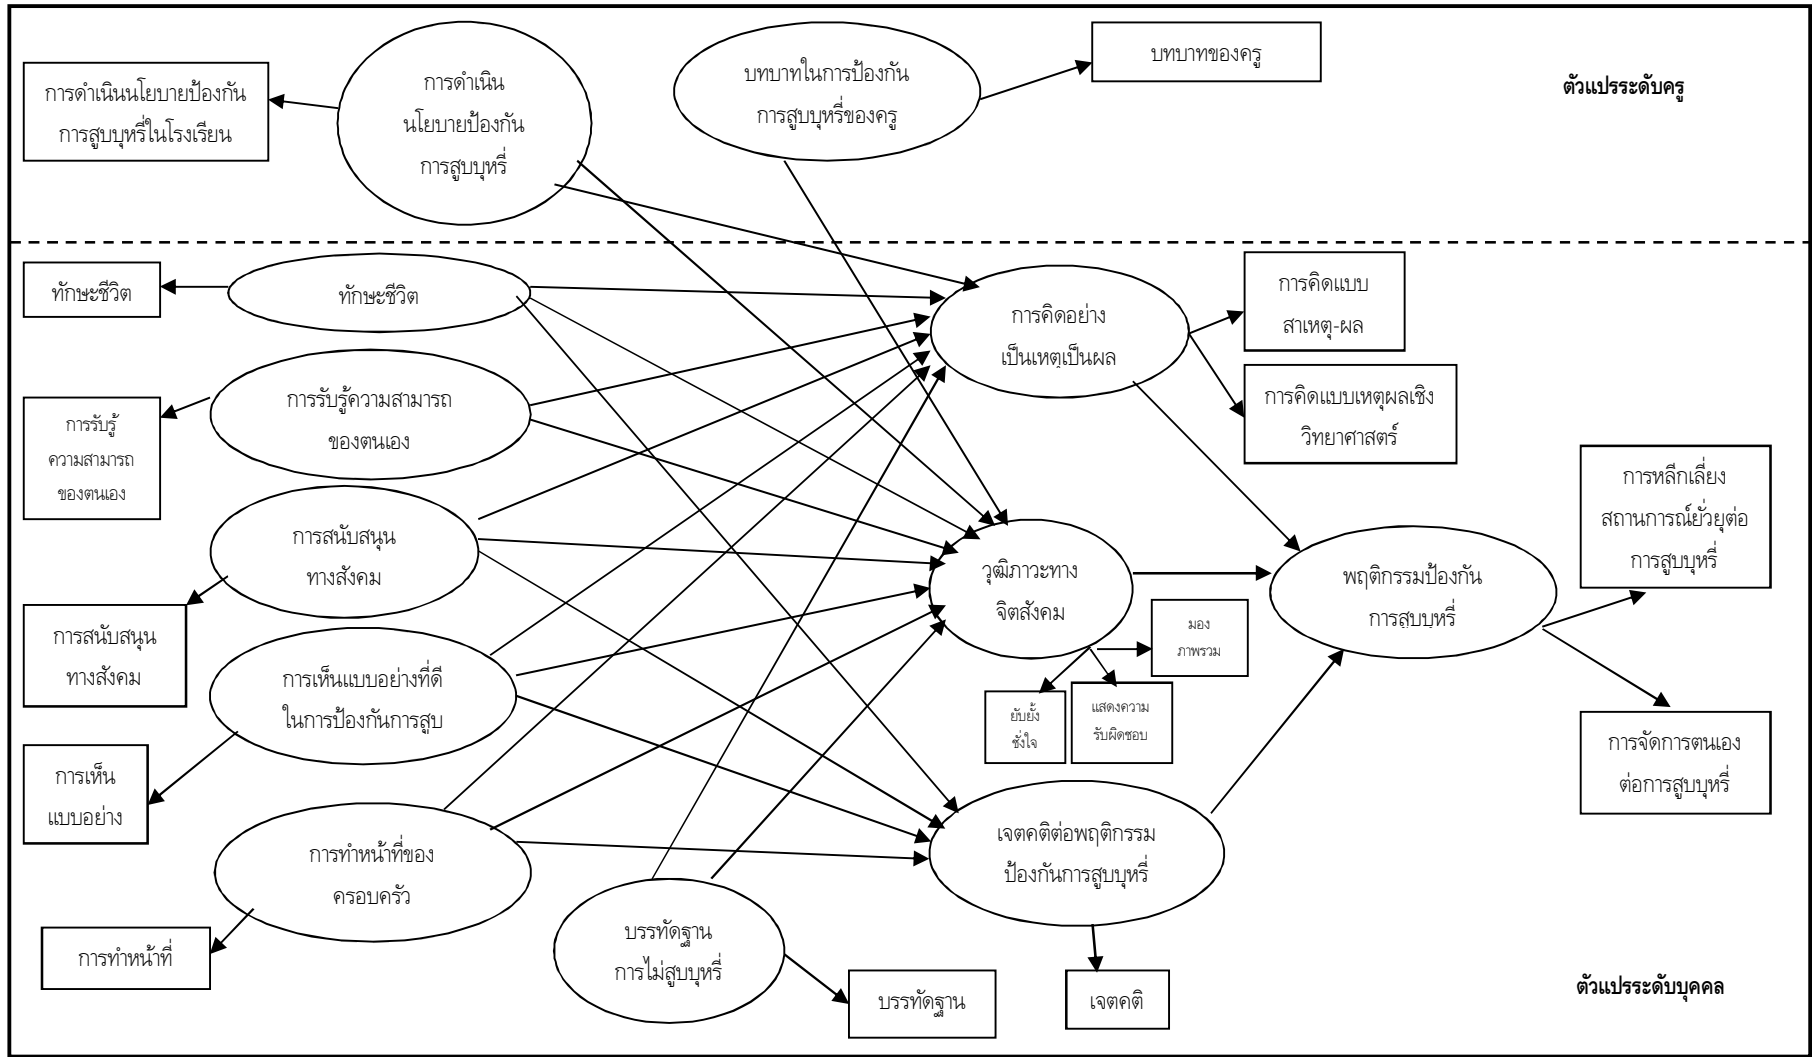 การดำเนินนโยบายป้องกัน
การสูบบุหรี่ในโรงเรียน
การดำเนิน
นโยบายป้องกัน
การสูบบุหรี่
บทบาทในการป้องกัน
การสูบบุหรี่ของครู
บทบาทของครู
ตัวแปรระดับครู
ทักษะชีวิต
ทักษะชีวิต
การคิดอย่าง
เป็นเหตุเป็นผล
การคิดแบบ
สาเหตุ-ผล
การคิดแบบเหตุผลเชิง
วิทยาศาสตร์
การรับรู้
ความสามารถ
ของตนเอง
การรับรู้ความสามารถ
ของตนเอง
การสนับสนุน
ทางสังคม
การสนับสนุน
ทางสังคม
วุฒิภาวะทาง
จิตสังคม
มอง
ภาพรวม
แสดงความ
รับผิดชอบ
ยับยั้ง
ชั่งใจ
พฤติกรรมป้องกัน
การสูบบุหรี่
การหลีกเลี่ยง
สถานการณ์ยั่วยุต่อ
การสูบบุหรี่
การจัดการตนเอง
ต่อการสูบบุหรี่
การเห็นแบบอย่างที่ดี
ในการป้องกันการสูบ
การเห็น
แบบอย่าง
การทำหน้าที่ของ
ครอบครัว
การทำหน้าที่
บรรทัดฐาน
การไม่สูบบุหรี่
บรรทัดฐาน
เจตคติต่อพฤติกรรม
ป้องกันการสูบบุหรี่
เจตคติ
ตัวแปรระดับบุคคล